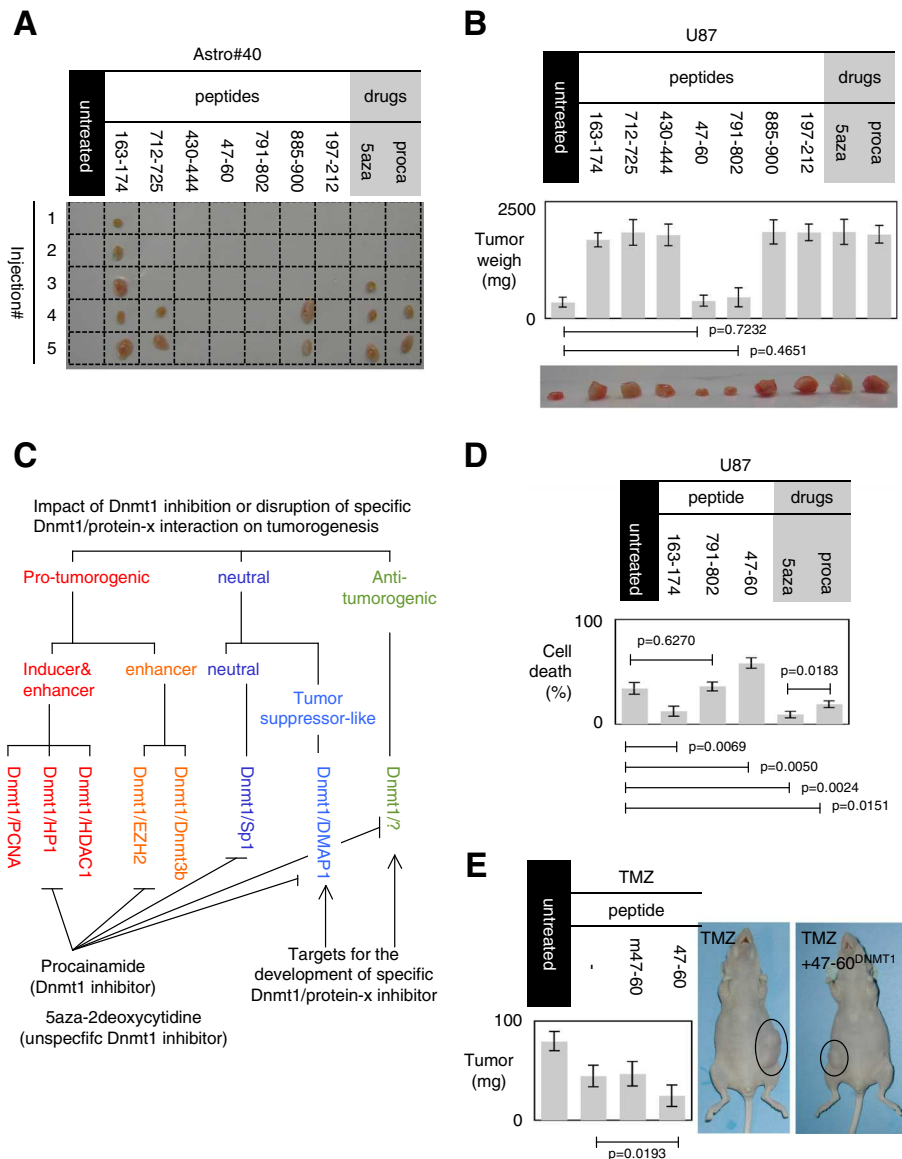 A
Astro#40
untreated
peptides
drugs
163-174
712-725
430-444
47-60
791-802
885-900
197-212
5aza
proca
Injection#
1
2
3
4
5
B
U87
untreated
peptides
drugs
163-174
712-725
430-444
47-60
791-802
885-900
197-212
5aza
proca
2500
Tumor
weigh
(mg)
0
p=0.7232
p=0.4651
C
Impact of Dnmt1 inhibition or disruption of specific
Dnmt1/protein-x interaction on tumorogenesis
Pro-tumorogenic
neutral
Anti-
tumorogenic
Inducer&
enhancer
enhancer
neutral
Tumor
suppressor-like
Dnmt1/PCNA
Dnmt1/HP1
Dnmt1/HDAC1
Dnmt1/EZH2
Dnmt1/Dnmt3b
Dnmt1/Sp1
Dnmt1/DMAP1
Dnmt1/?
Procainamide
(Dnmt1 inhibitor)
5aza-2deoxycytidine
(unspecfifc Dnmt1 inhibitor)
Targets for the
development of specific
Dnmt1/protein-x inhibitor
D
U87
untreated
peptide
drugs
163-174
791-802
47-60
5aza
proca
100
Cell
death
(%)
0
p=0.6270
p=0.0183
p=0.0069
p=0.0050
p=0.0024
p=0.0151
E
untreated
TMZ
peptide
-
m47-60
47-60
100
Tumor
(mg)
0
p=0.0193
TMZ
TMZ
+47-60DNMT1